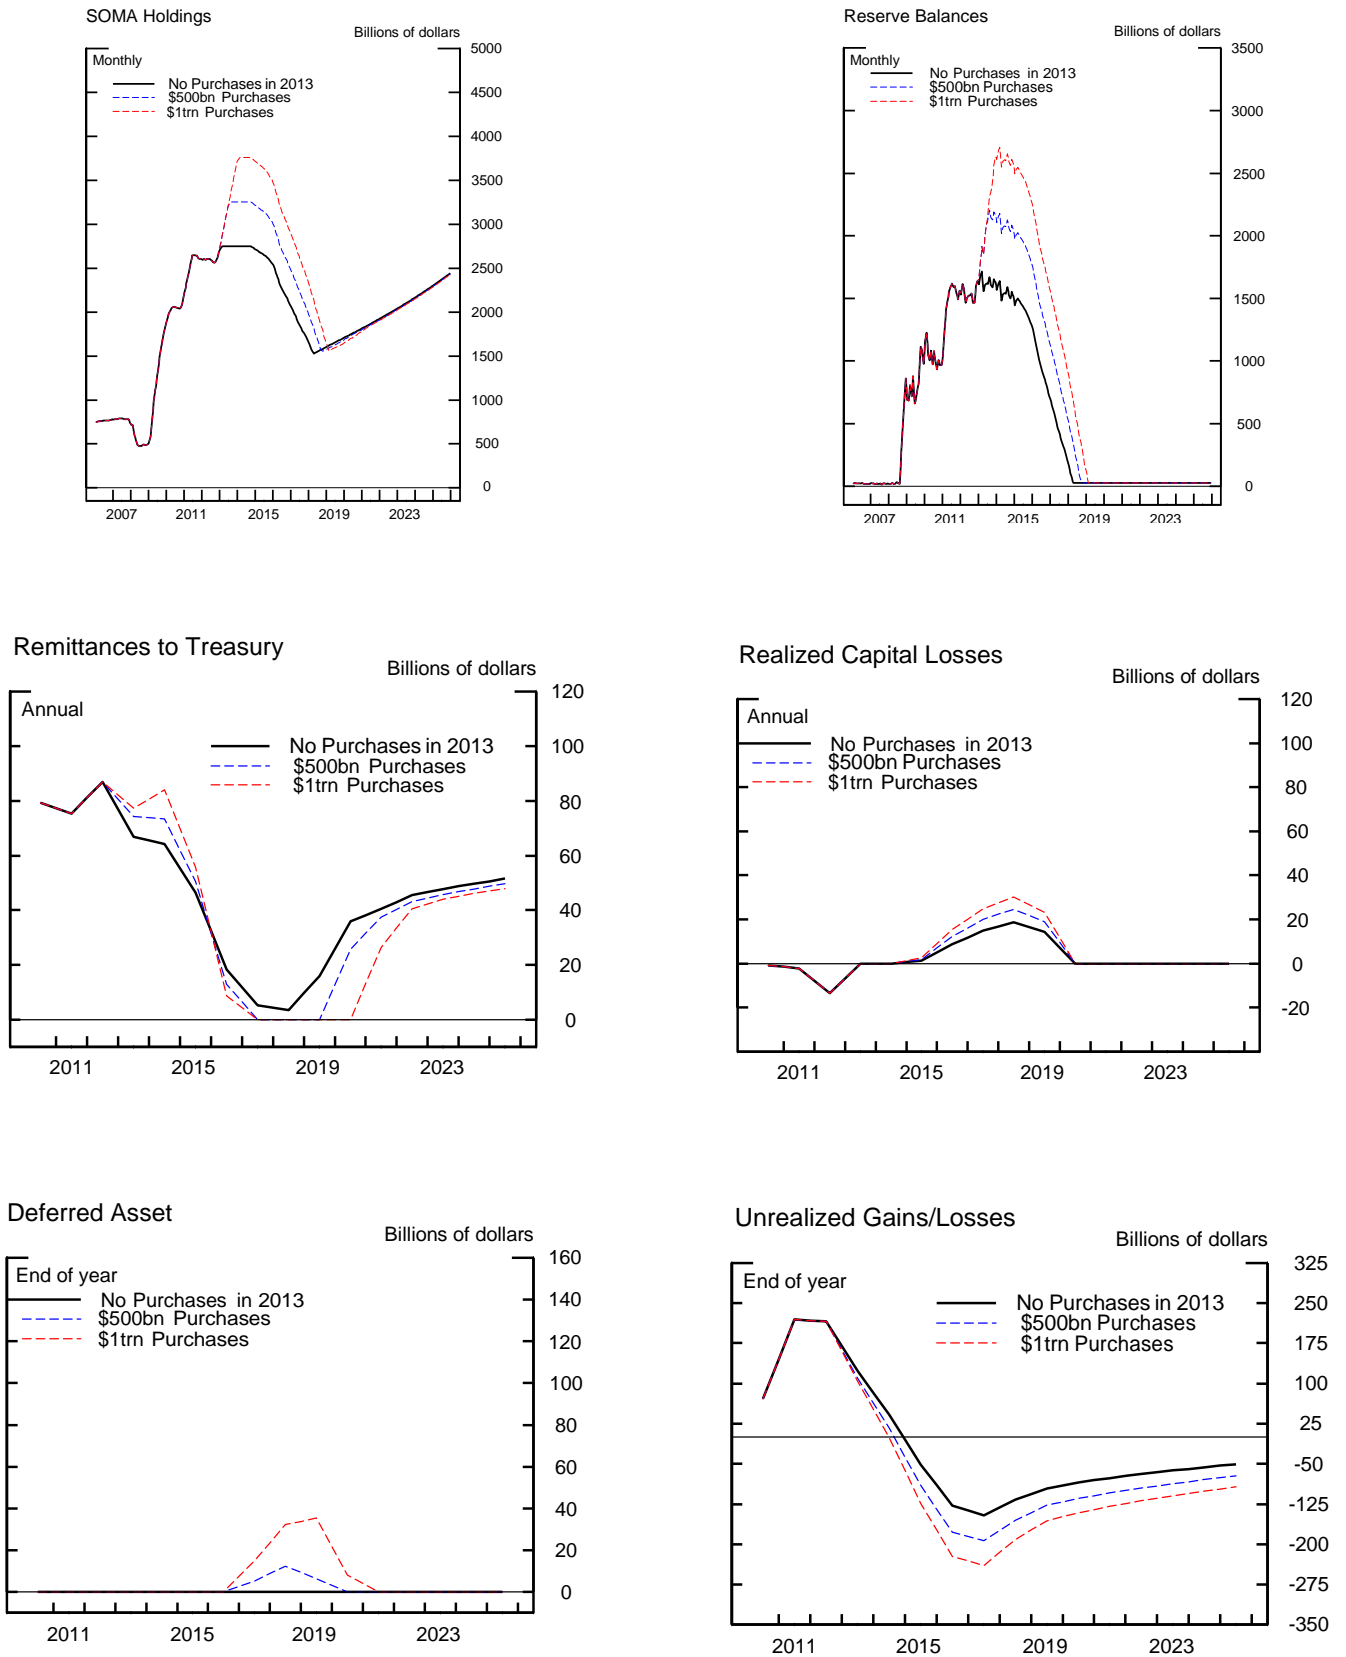 SOMA Holdings
Billions of dollars
Monthly
No Purchases in 2013
$500bn Purchases
$1trn Purchases
5000
4500
4000
3500
3000
2500
2000
1500
1000
500
0
2007 2011 2015 2019 2023
Reserve Balances
Billions of dollars
Monthly
No Purchases in 2013
$500bn Purchases
$1trn Purchases
3500
3000
2500
2000
1500
1000
500
0
2007 2011 2015 2019 2023
Remittances to Treasury
Billions of dollars
Annual
No Purchases in 2013
$500bn Purchases
$1trn Purchases
120
100
80
60
40
20
0
2011 2015 2019 2023
Realized Capital Losses
Billions of dollars
Annual
No Purchases in 2013
$500bn Purchases
$1trn Purchases
120
100
80
60
40
20
0
-20
2011 2015 2019 2023
Deferred Asset
Billions of dollars
End of year
No Purchases in 2013
$500bn Purchases
$1trn Purchases
160
140
120
100
80
60
40
20
0
2011 2015 2019 2023
Unrealized Gains/Losses
Billions of dollars
End of year
No Purchases in 2013
$500bn Purchases
$1trn Purchases
325
250
175
100
25
-50
-125
-200
-275
-350
2011 2015 2019 2023